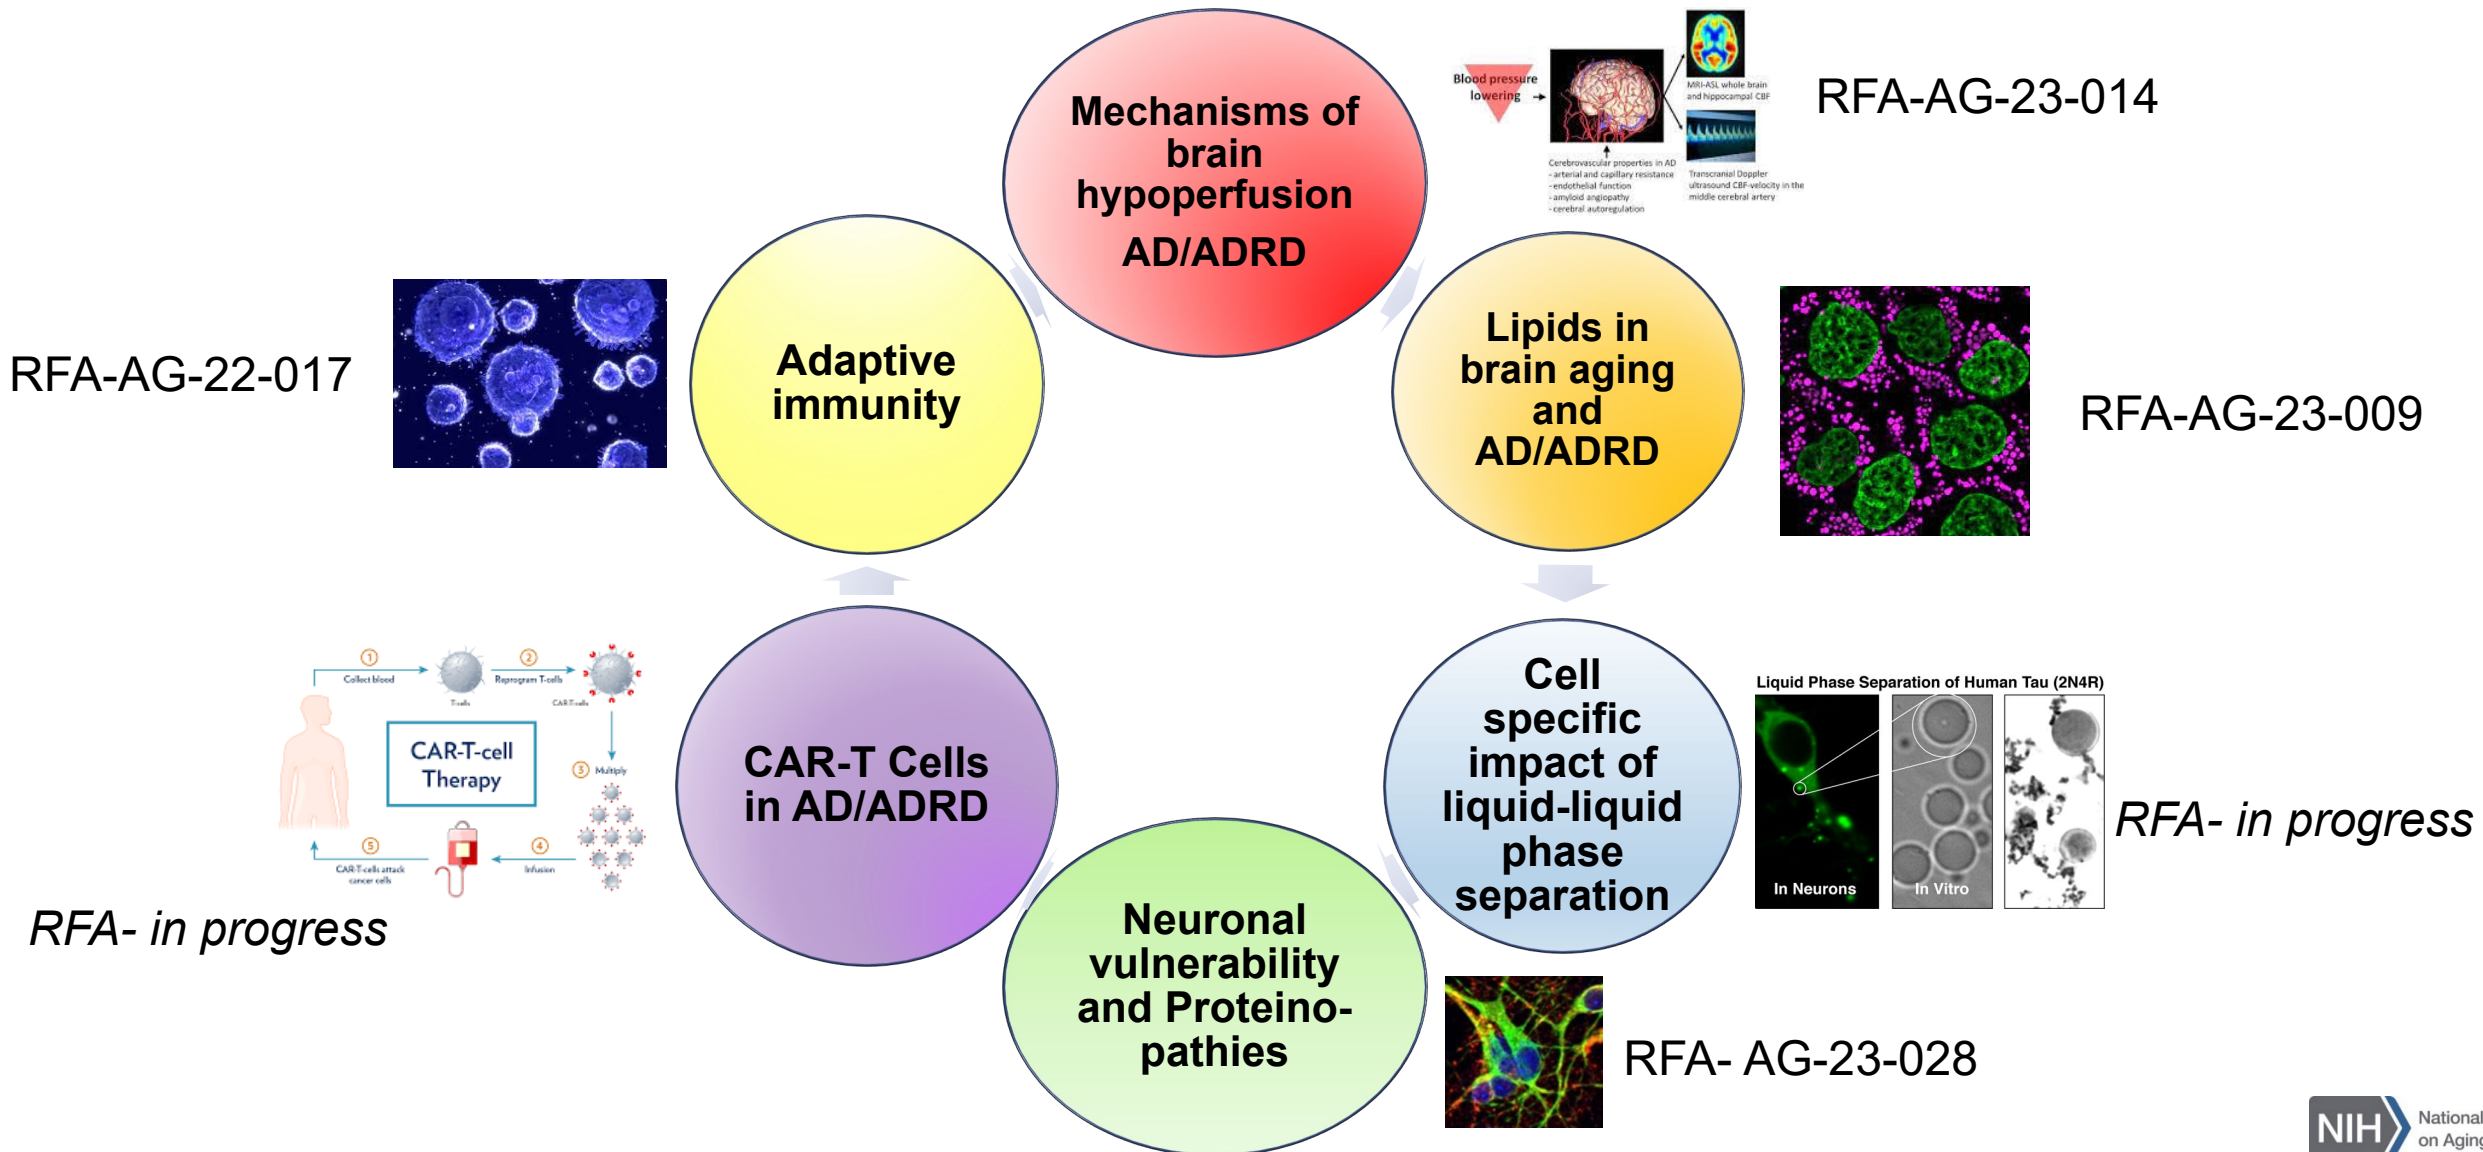 Mechanisms of
brain
hypoperfusion
AD/ADRD
Blood pressure
lowering
MRI-ASL whole brain
and hippocampal CBF
Cerebrovascular properties in AD
- arterial and capillary resistance
- endothelial function
- amyloid angiopathy
- cerebral autoregulation
Transcranial Doppler
ultrasound CBF-velocity in the
middle cerebral artery
RFA-AG-23-014
Lipids in
brain aging
and
AD/ADRD
RFA-AG-23-009
Cell
specific
impact of
liquid-liquid
phase
separation
Liquid Phase Separation of Human Tau (2N4R)
In Neurons
In Vitro
RFA- in progress
Neuronal
vulnerability
and Proteino-
pathies
RFA- AG-23-028
CAR-T Cells
in AD/ADRD
1
Collect blood
T-cells
2
Reprogram T-cells
CAR-T-cells
3 Multiply
4
Infusion
5
CAR-T-cells attack
cancer cells
CAR-T-cell
Therapy
RFA- in progress
Adaptive
immunity
RFA-AG-22-017
NIH
National
on Aging